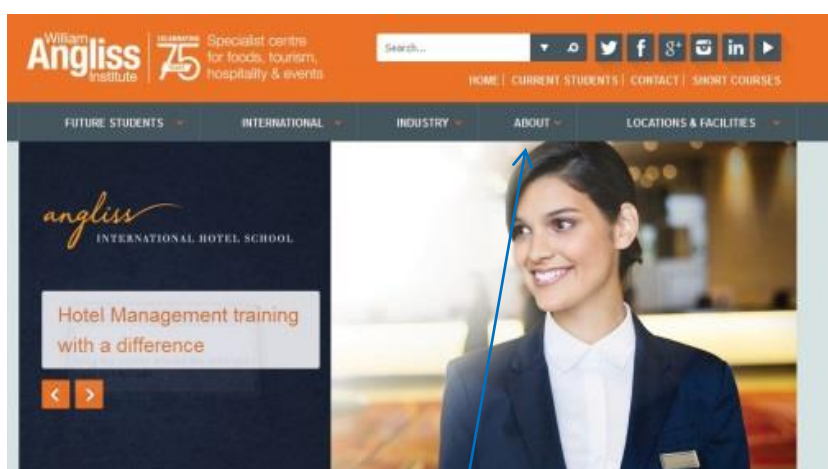 William
Angliss
Institute
CELEBRATING
75
Specialist centre
for foods, tourism,
hospitality & events
Search...
HOME | CURRENT STUDENTS | CONTACT | SHORT COURSES
FUTURE STUDENTS INTERNATIONAL INDUSTRY ABOUT LOCATIONS & FACILITIES
angliss
INTERNATIONAL HOTEL SCHOOL
Hotel Management training
with a difference